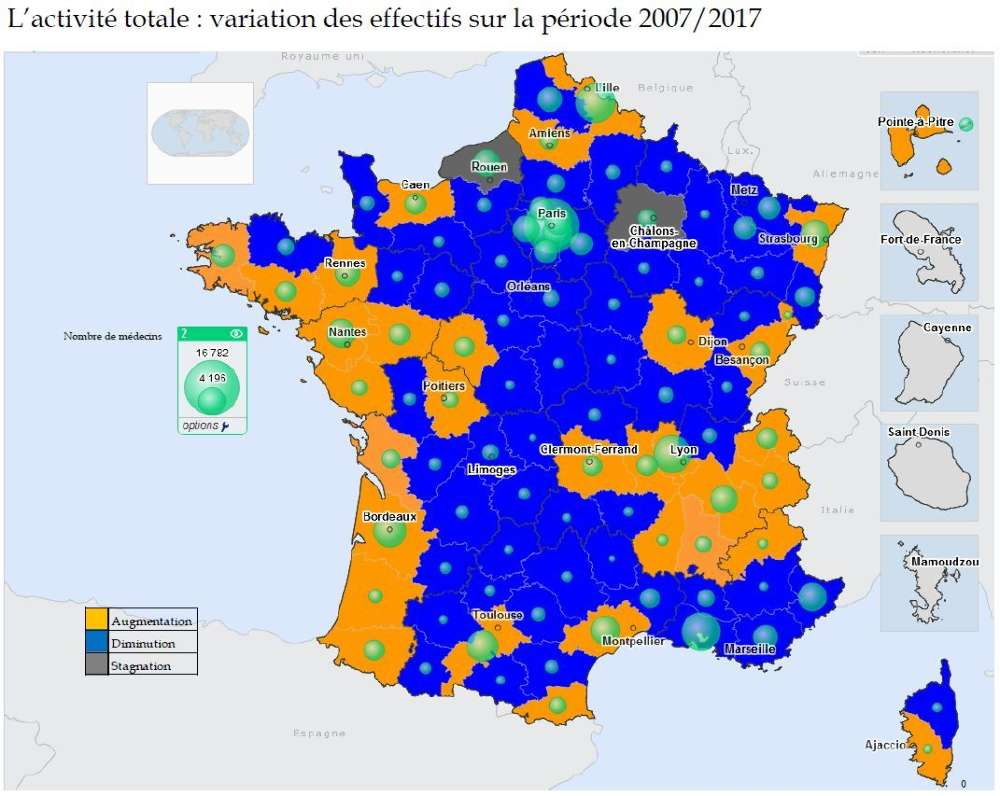 L'activité totale : variation des effectifs sur la période 2007/2017
Royaume uni
Lille
Belgique
Amiens
Pointe-à-Pitre
Rouen
Lux.
Allemagne
Caen
Metz
Paris
Châlons-
en-Champagne
Strasbourg
Fort-de-France
Rennes
Orléans
Nombre de médecins
2
16 782
4 196
options
Nantes
Dijon
Besançon
Cayenne
Poitiers
Suisse
Saint-Denis
Clermont-Ferrand
Lyon
Limoges
Bordeaux
Italie
Mamoudzou
Augmentation
Diminution
Stagnation
Toulouse
Montpellier
Marseille
Espagne
Ajaccio
0